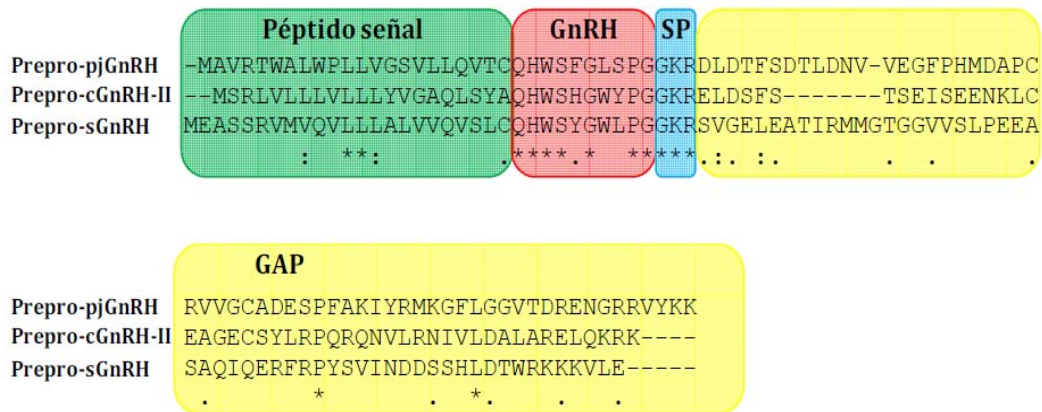 Péptido señal GnRH SP
Prepro-pjGnRH -MAVRTWALWPLLVGSVLLQVTCQHWSFGLSPGGKRDLDTFSDTLDNV-VEGFPHMDAPC
Prepro-cGnRH-II --MSRLVLLLVLLLYVGAQLSYAQHWSHGWYPGGKRELDSFS-------TSEISEENKLC
Prepro-sGnRH MEASSRVMVQVLLLALVVQVSLCQHWSYGWLPGGKRSVGELEATIRMMGTGGVVSLPEEA
: **: .****.* *****.:. :. . . .
GAP
Prepro-pjGnRH RVVGCADESPFAKIYRMKGFLGGVTDRENGRRVYKK
Prepro-cGnRH-II EAGECSYLRPQRQNVLRNIVLDALARELQKRK----
Prepro-sGnRH SAQIQERFRPYSVINDDSSHLDTWRKKKVLE-----
. * . *. . .